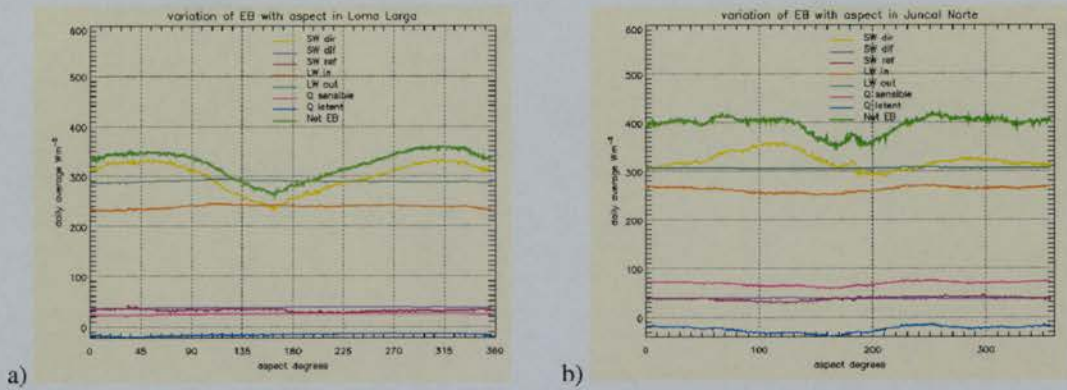 variation of EB with aspect in Loma Larga
SW dir
SW dif
SW ref
LW in
LW out
Q sensible
Q latent
Net EB
daily average Wm⁻²
600
500
400
300
200
100
0
0 45 90 135 180 225 270 315 360
aspect degrees
a)
variation of EB with aspect in Juncal Norte
SW dir
SW dif
SW ref
LW in
LW out
Q sensible
Q latent
Net EB
daily average Wm⁻²
600
500
400
300
200
100
0
0 100 200 300
aspect degrees
b)